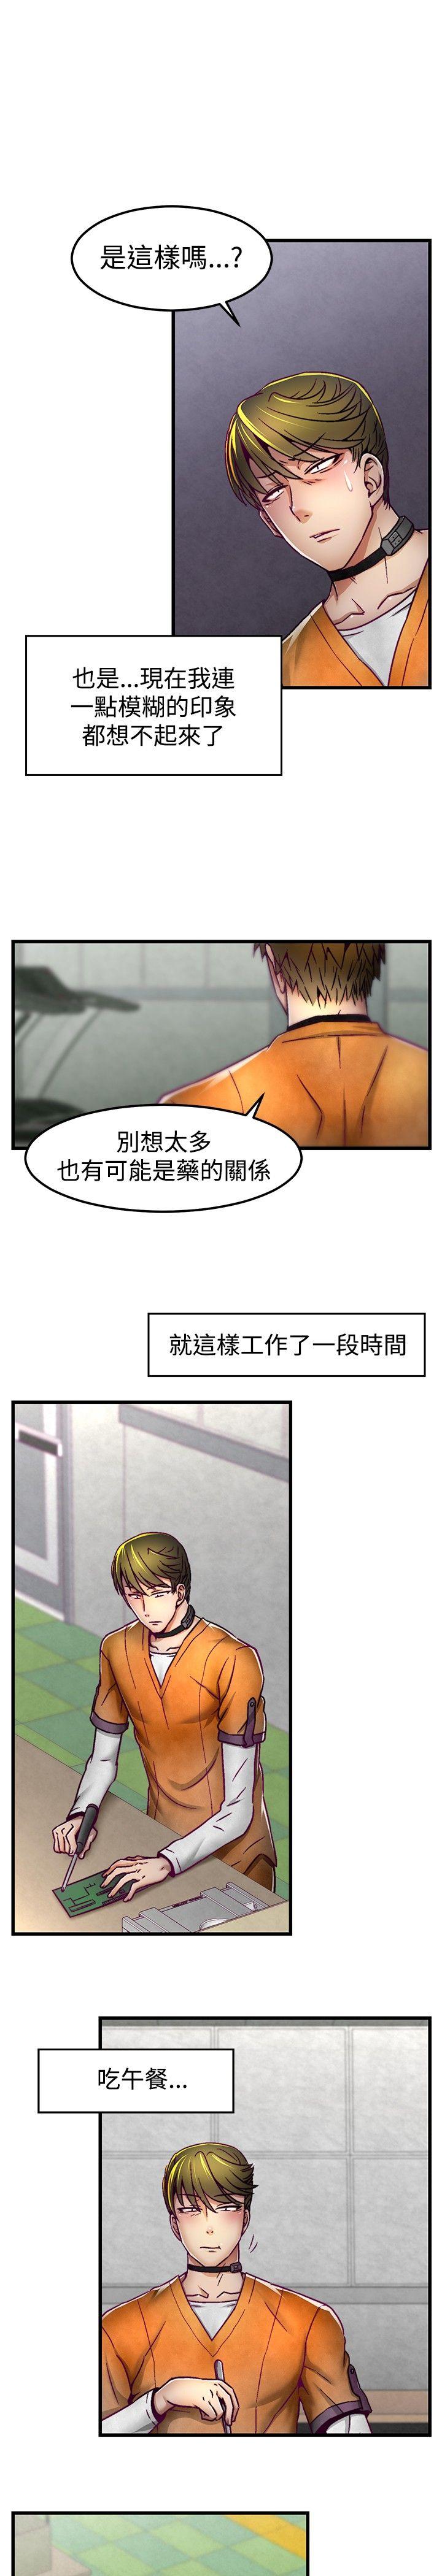 是這樣嗎...?
也是...現在我連
一點模糊的印象
都想不起來了
別想太多
也有可能是藥的關係
就這樣工作了一段時間
吃午餐...